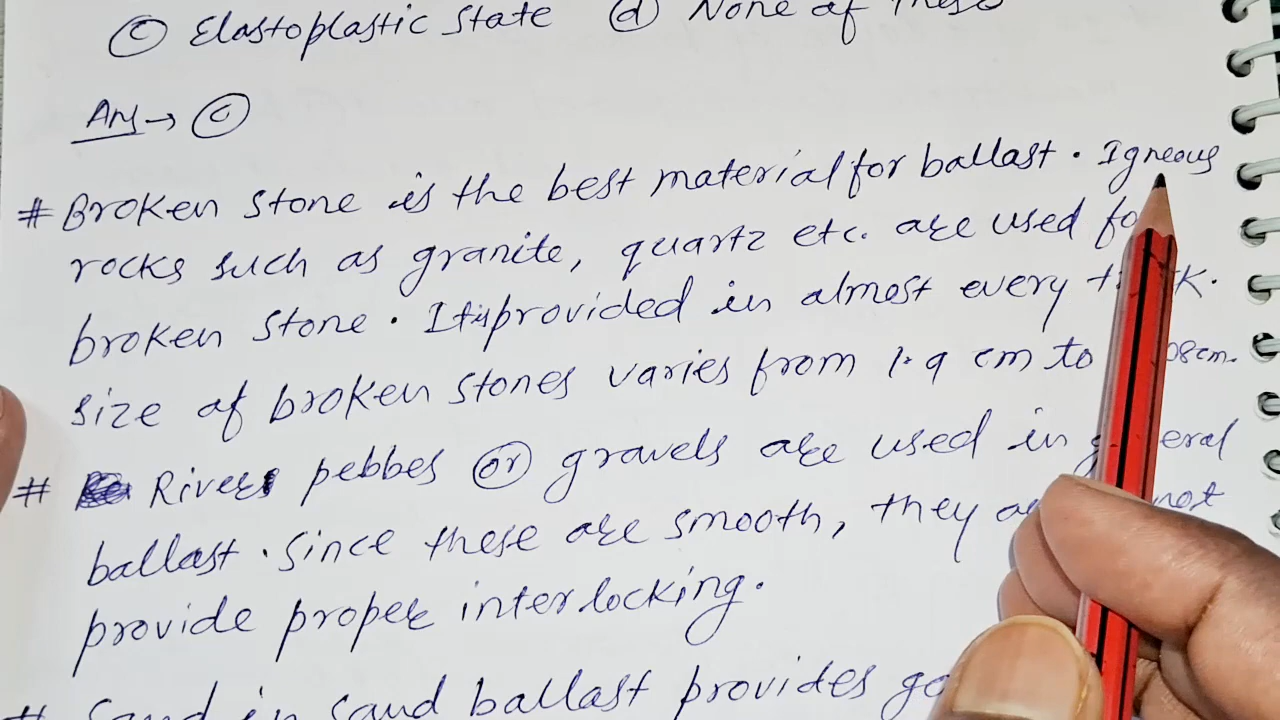 (c) Elastoplastic State (d) None of These
Ans → (c)
# Broken stone is the best material for ballast. Igneous
rocks such as granite, quartz etc. are used
broken stone. It is provided in almost every
size of broken stones varies from 1.9 cm to
# River pebbes (or) gravels are used in
ballast. Since these are smooth, they not
provide proper interlocking.
# Sand in sand ballast provides